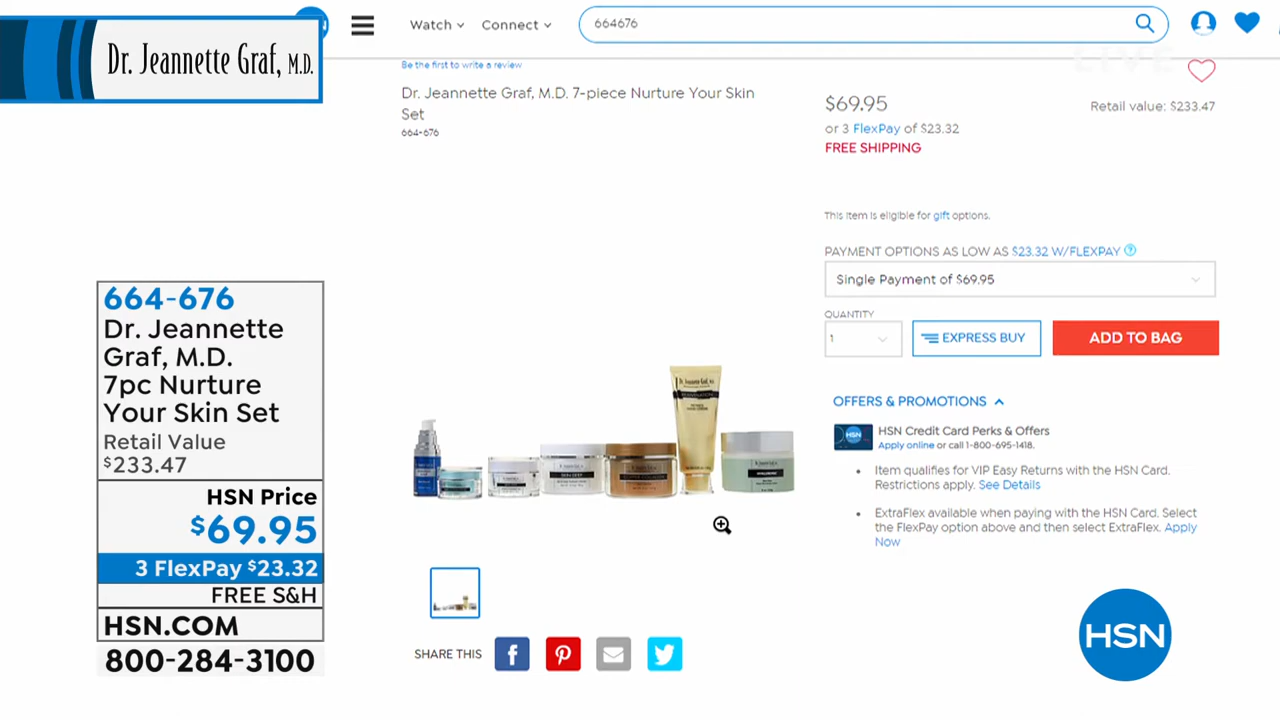 Dr. Jeannette Graf, M.D.
Watch
Connect
664676
LIVE
Be the first to write a review
Dr. Jeannette Graf, M.D. 7-piece Nurture Your Skin
Set
664-676
$69.95
Retail value: $233.47
or 3 FlexPay of $23.32
FREE SHIPPING
This item is eligible for gift options.
PAYMENT OPTIONS AS LOW AS $23.32 W/FLEXPAY
Single Payment of $69.95
QUANTITY
1
EXPRESS BUY
ADD TO BAG
OFFERS & PROMOTIONS
HSN
HSN Credit Card Perks & Offers
Apply online or call 1-800-695-1418.
Item qualifies for VIP Easy Returns with the HSN Card.
Restrictions apply. See Details
ExtraFlex available when paying with the HSN Card. Select
the FlexPay option above and then select ExtraFlex. Apply
Now
664-676
Dr. Jeannette
Graf, M.D.
7pc Nurture
Your Skin Set
Retail Value
$233.47
HSN Price
$69.95
3 FlexPay $23.32
FREE S&H
HSN.COM
800-284-3100
Dr. Jeannette Graf, M.D.
SHARE THIS
HSN